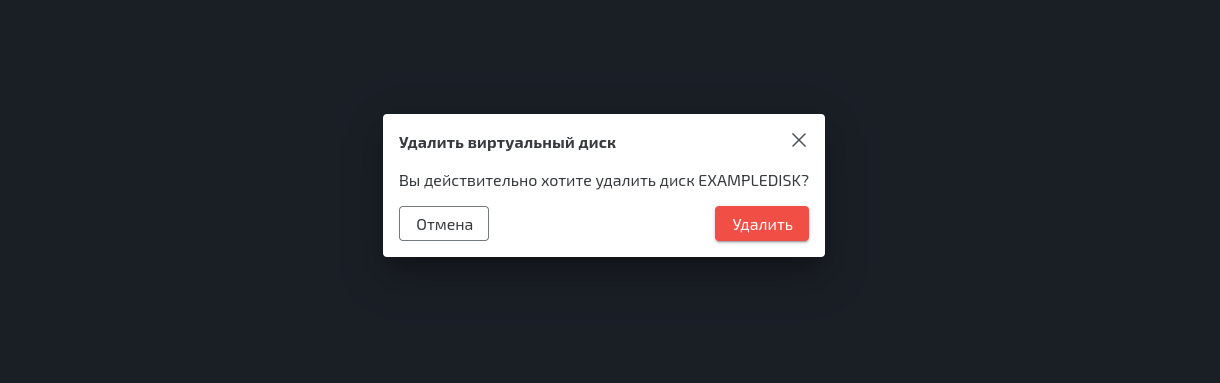 Удалить виртуальный диск
Вы действительно хотите удалить диск EXAMPLEDISK?
Отмена
Удалить